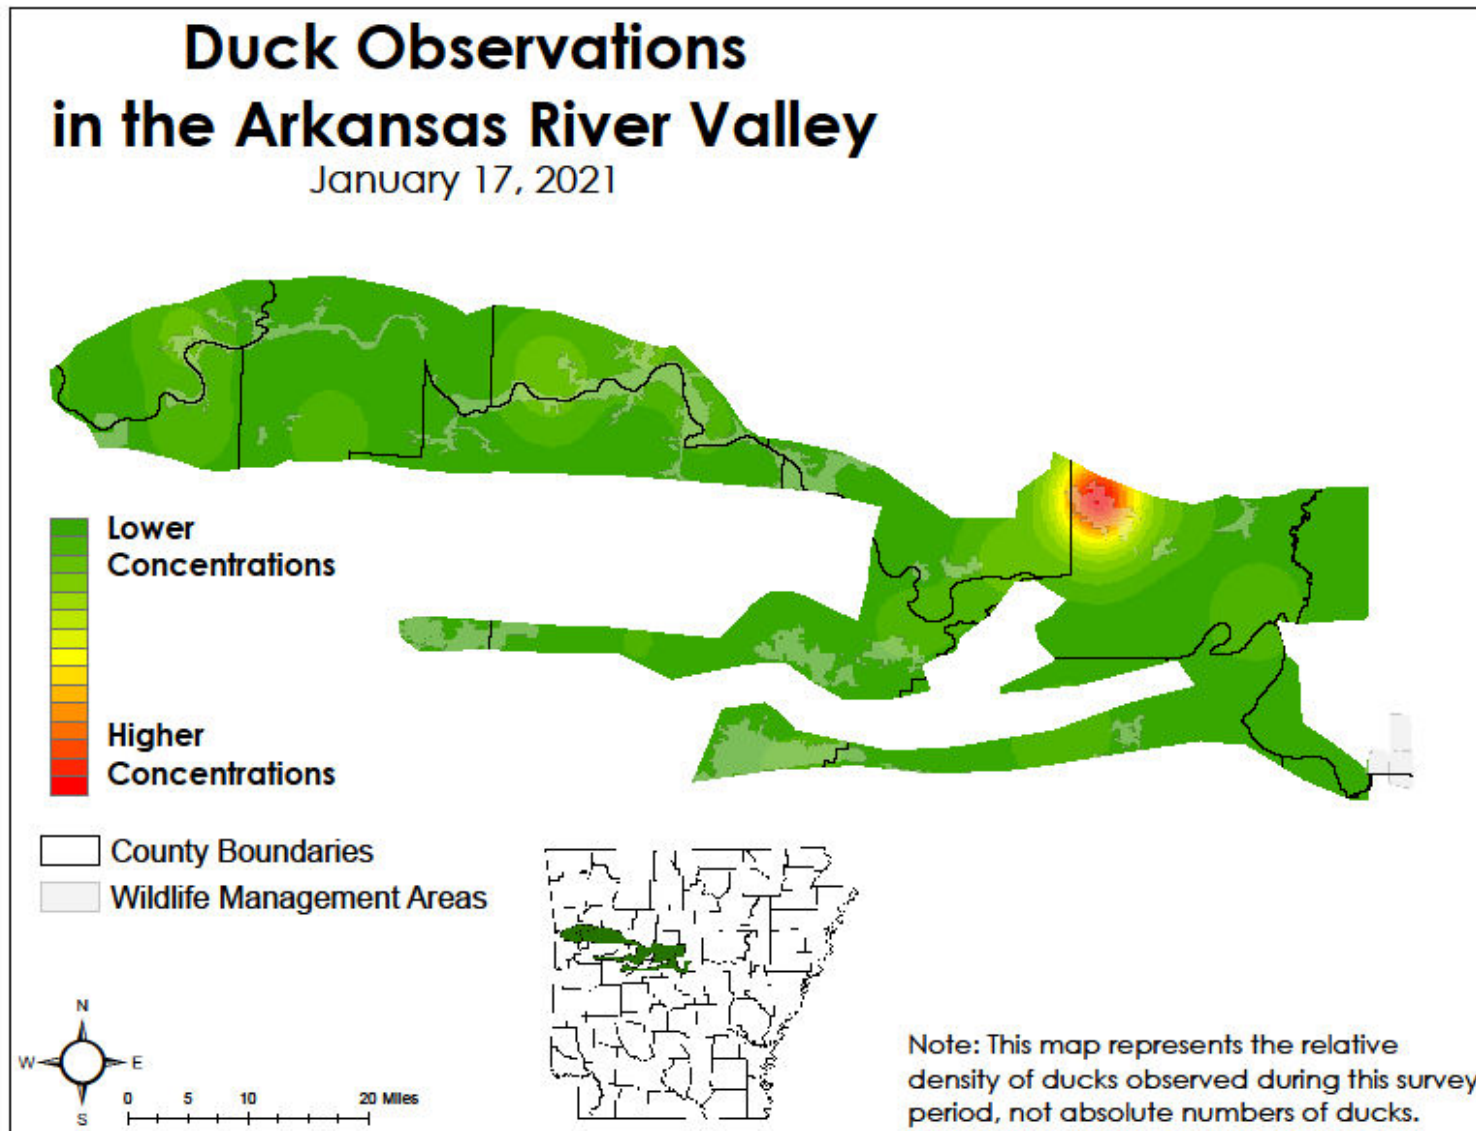 Duck Observations
in the Arkansas River Valley
January 17, 2021
Lower
Concentrations
Higher
Concentrations
County Boundaries
Wildlife Management Areas
N
W
E
S
0 5 10 20 Miles
Note: This map represents the relative
density of ducks observed during this survey
period, not absolute numbers of ducks.